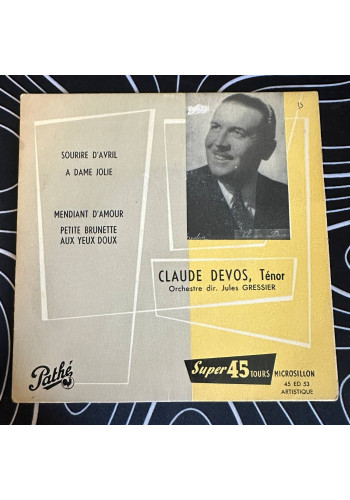 15
SOURIRE D'AVRIL
A DAME JOLIE
MENDIANT D'AMOUR
PETITE BRUNETTE
AUX YEUX DOUX
CLAUDE DEVOS, Ténor
Orchestre dir. Jules GRESSIER
Pathé
Super 45 TOURS MICROSILLON
45 ED 53
ARTISTIQUE